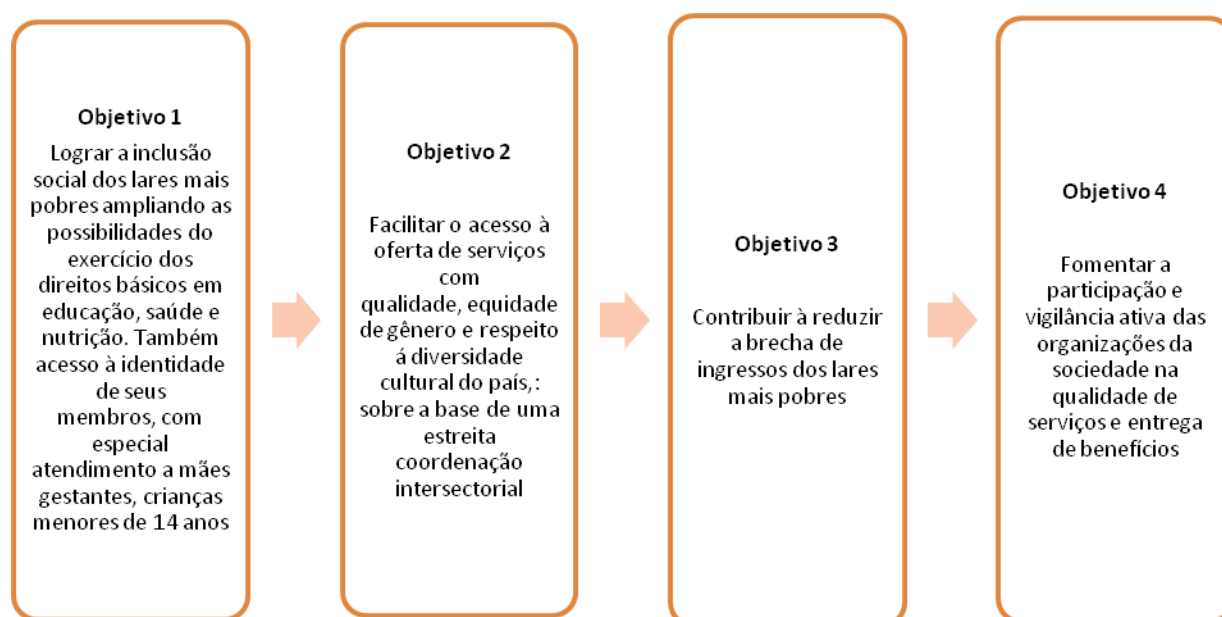 Objetivo 1
Lograr a inclusão
social dos lares mais
pobres ampliando as
possibilidades do
exercício dos
direitos básicos em
educação, saúde e
nutrição. Também
acesso à identidade
de seus
membros, com
especial
atendimento a mães
gestantes, crianças
menores de 14 anos
Objetivo 2
Facilitar o acesso à
oferta de serviços
com
qualidade, equidade
de gênero e respeito
á diversidade
cultural do país,:
sobre a base de uma
estreita
coordenação
intersectorial
Objetivo 3
Contribuir à reduzir
a brecha de
ingressos dos lares
mais pobres
Objetivo 4
Fomentar a
participação e
vigilância ativa das
organizações da
sociedade na
qualidade de
serviços e entrega
de benefícios